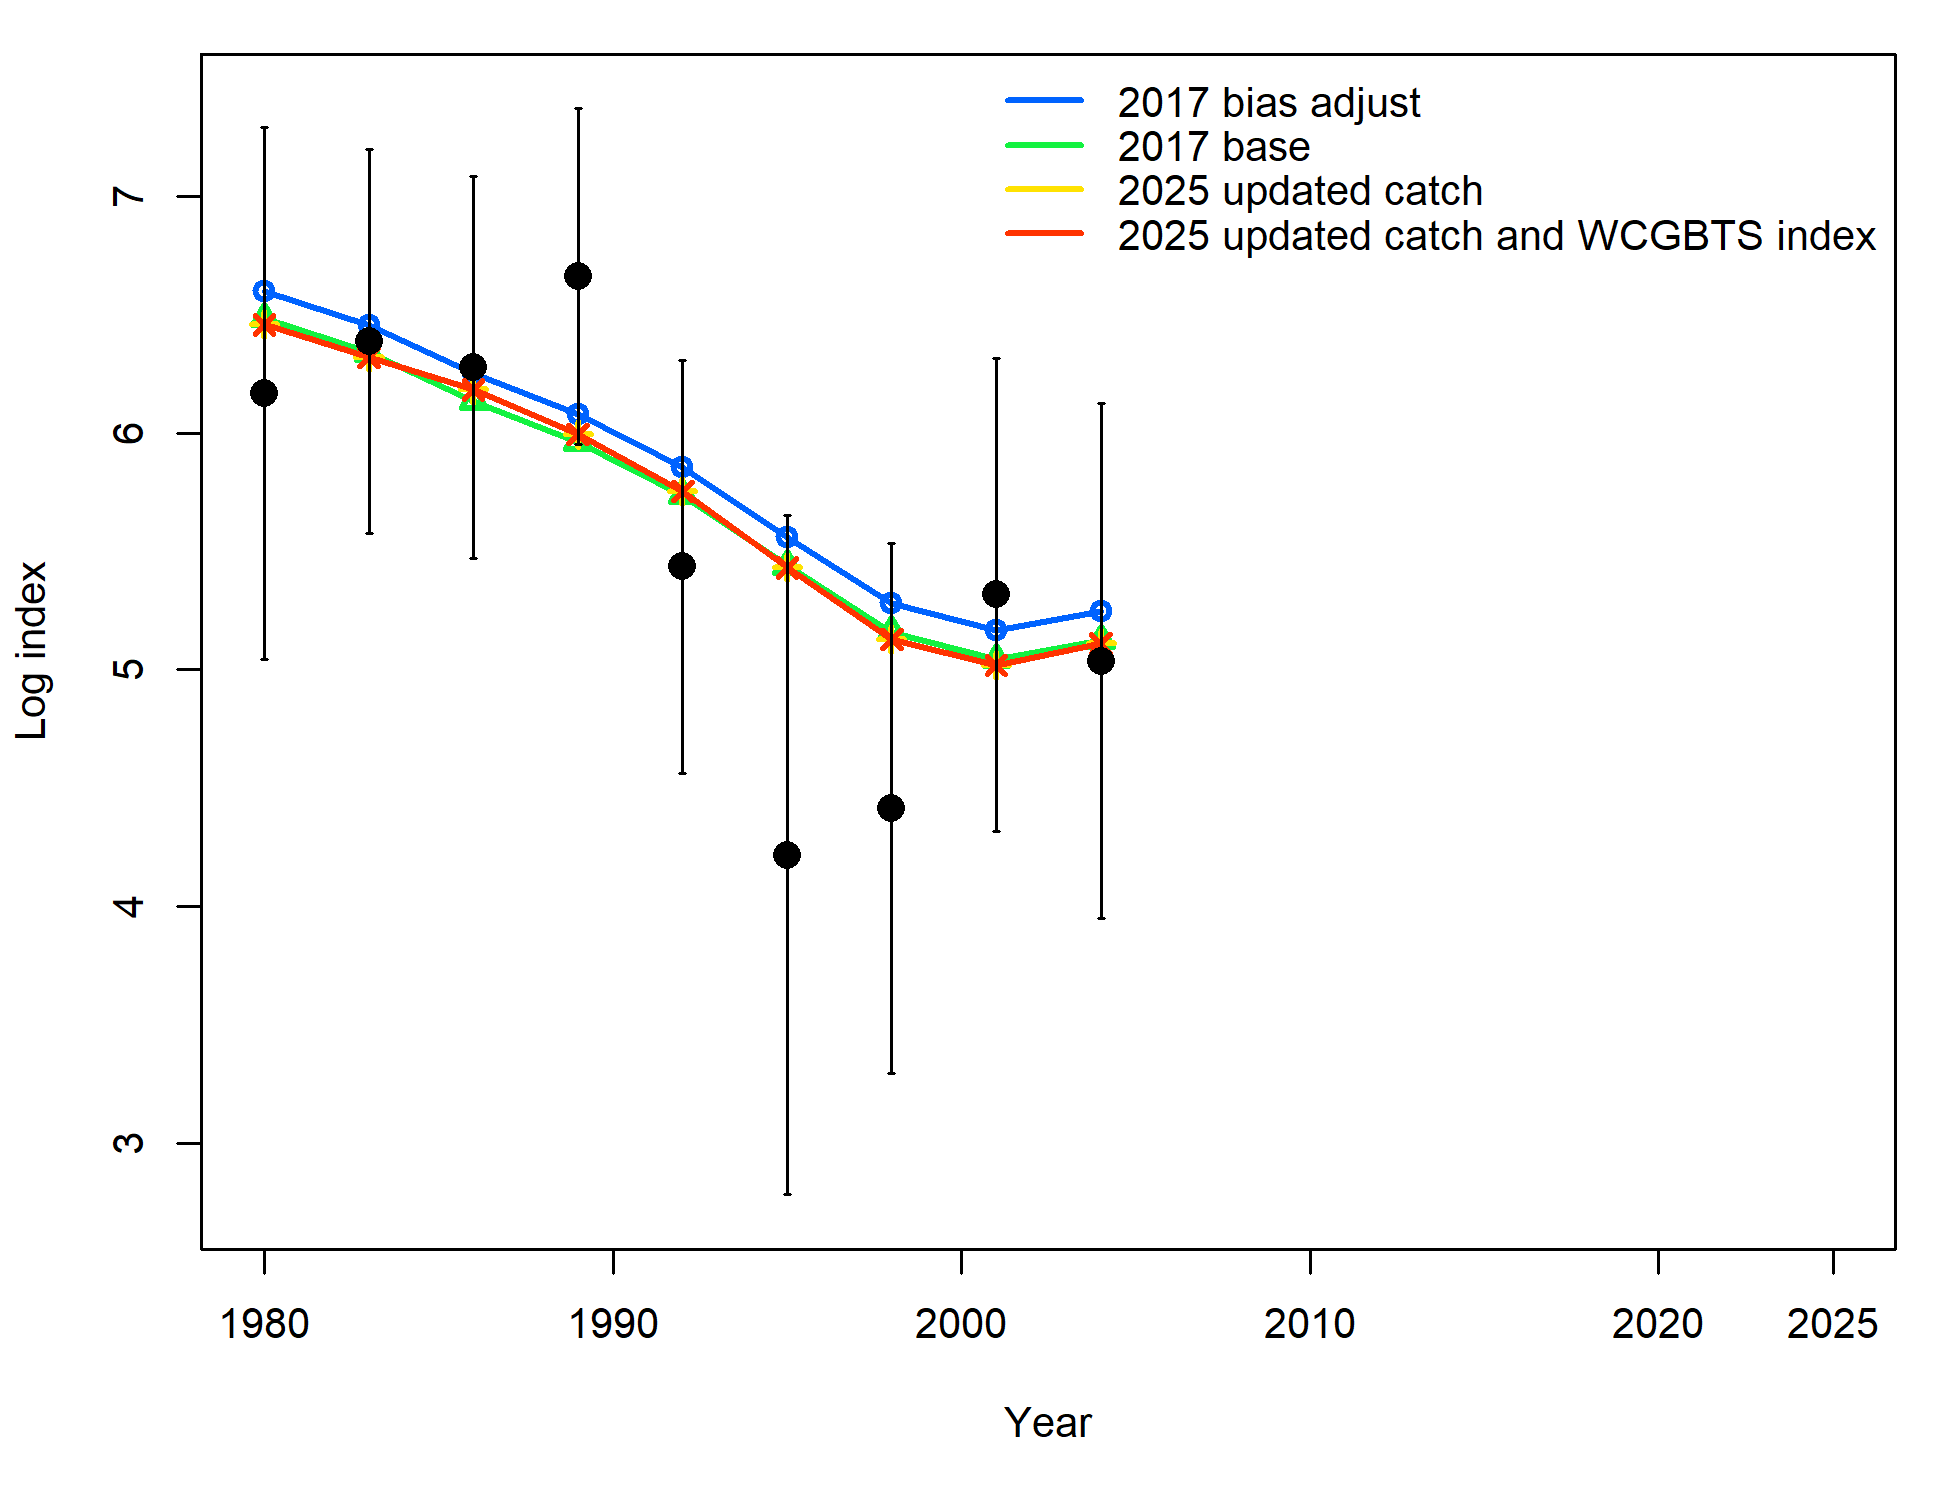 2017 bias adjust
2017 base
2025 updated catch
2025 updated catch and WCGBTS index
7
6
5
4
3
Log index
1980 1990 2000 2010 2020 2025
Year